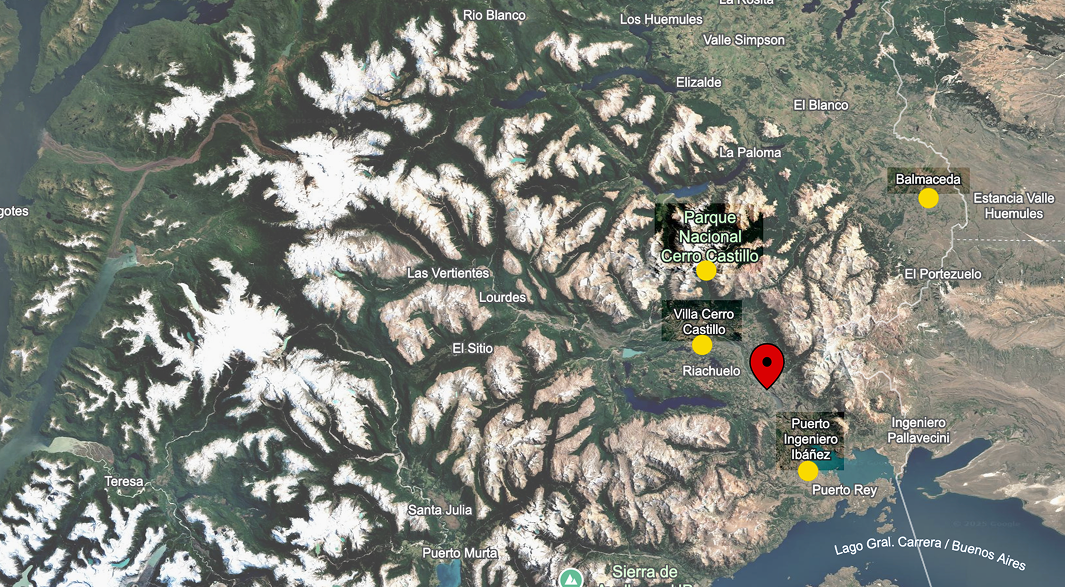 La Rosita
Rio Blanco
Los Huemules
Valle Simpson
Elizalde
El Blanco
La Paloma
Balmaceda
Estancia Valle
Huemules
gotes
Parque
Nacional
Cerro Castillo
Las Vertientes
El Portezuelo
Lourdes
Villa Cerro
Castillo
El Sitio
Riachuelo
Puerto
Ingeniero
Ibáñez
Ingeniero
Pallavecini
Teresa
Puerto Rey
Santa Julia
Lago Gral. Carrera / Buenos Aires
Puerto Murta
Sierra de